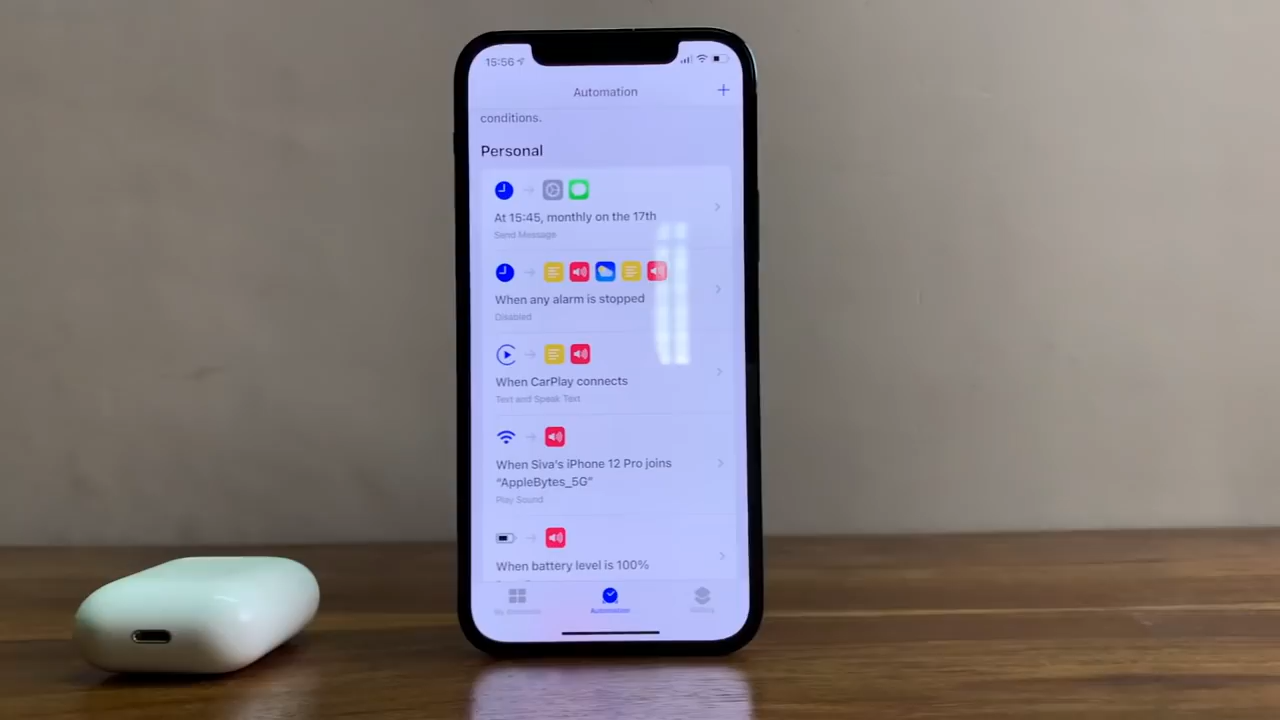 15:56
Automation
conditions.
Personal
At 15:45, monthly on the 17th
Send Message
When any alarm is stopped
Disabled
When CarPlay connects
Text and Speak Text
When Siva's iPhone 12 Pro joins
“AppleBytes_5G”
Play Sound
When battery level is 100%
Automation